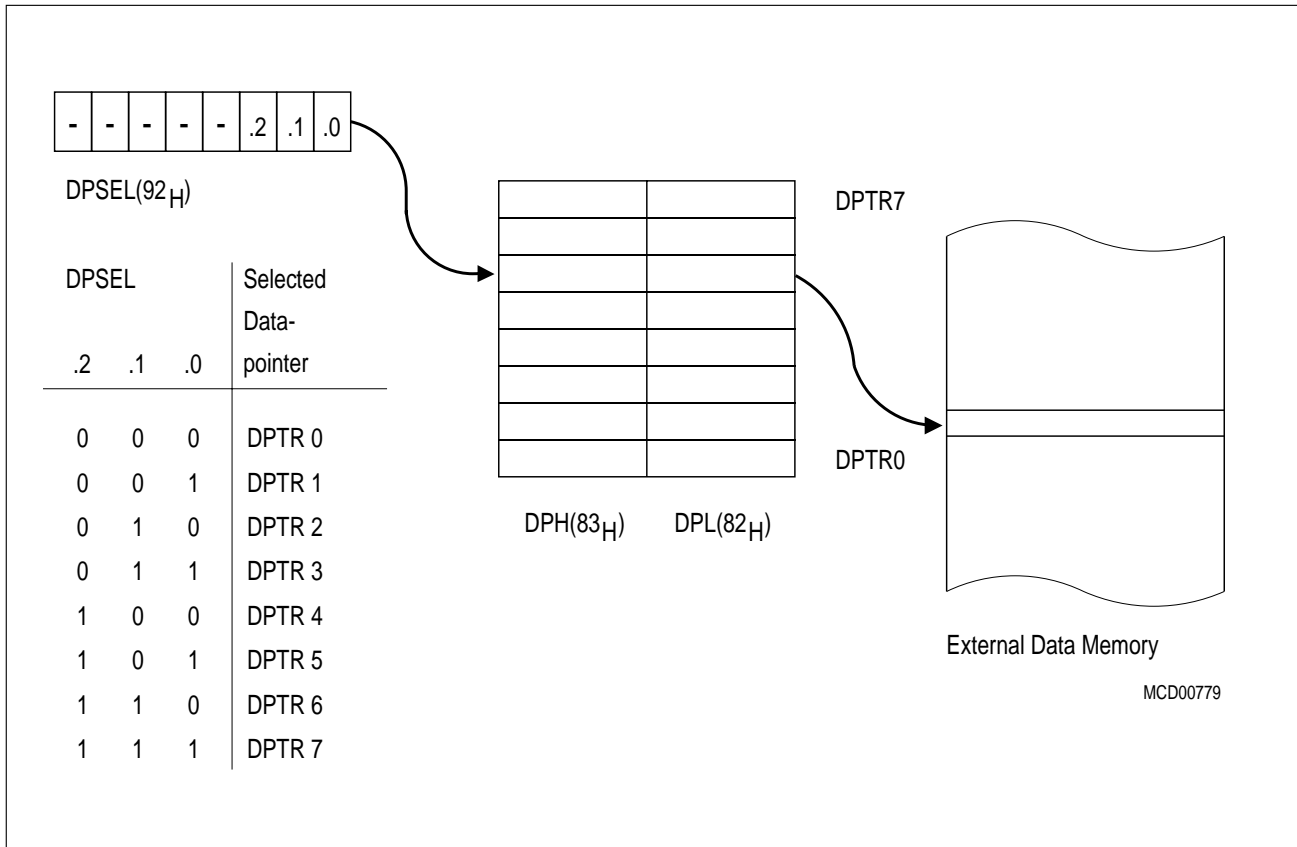 - - - - - .2 .1 .0
DPSEL(92H)
DPSEL Selected
Data-
.2 .1 .0 pointer
0 0 0 DPTR 0
0 0 1 DPTR 1
0 1 0 DPTR 2
0 1 1 DPTR 3
1 0 0 DPTR 4
1 0 1 DPTR 5
1 1 0 DPTR 6
1 1 1 DPTR 7
DPTR7
DPTR0
DPH(83H) DPL(82H)
External Data Memory
MCD00779